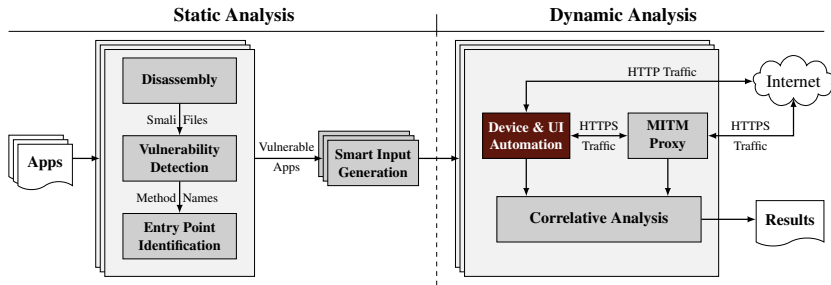 Static Analysis
Dynamic Analysis
Disassembly
Smali Files
Vulnerability
Detection
Method Names
Entry Point
Identification
Apps
Vulnerable
Apps
Smart Input
Generation
HTTP Traffic
Internet
Device & UI
Automation
HTTPS
Traffic
MITM
Proxy
HTTPS
Traffic
Correlative Analysis
Results